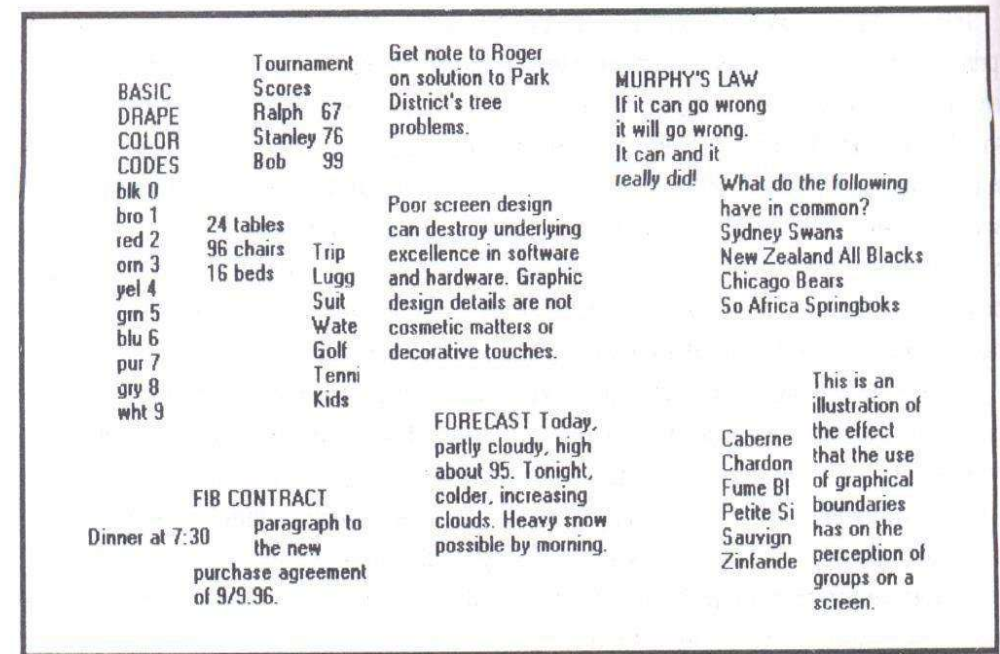 BASIC
DRAPE
COLOR
CODES
blk 0
bro 1
red 2
orn 3
yel 4
grn 5
blu 6
pur 7
gry 8
wht 9
Tournament
Scores
Ralph 67
Stanley 76
Bob 99
24 tables
96 chairs
16 beds
Trip
Lugg
Suit
Wate
Golf
Tenni
Kids
Get note to Roger
on solution to Park
District's tree
problems.
Poor screen design
can destroy underlying
excellence in software
and hardware. Graphic
design details are not
cosmetic matters or
decorative touches.
MURPHY'S LAW
If it can go wrong
it will go wrong.
It can and it
really did!
What do the following
have in common?
Sydney Swans
New Zealand All Blacks
Chicago Bears
So Africa Springboks
FORECAST Today,
partly cloudy, high
about 95. Tonight,
colder, increasing
clouds. Heavy snow
possible by morning.
Caberne
Chardon
Fume Bl
Petite Si
Sauvign
Zinfande
This is an
illustration of
the effect
that the use
of graphical
boundaries
has on the
perception of
groups on a
screen.
Dinner at 7:30
FIB CONTRACT
paragraph to
the new
purchase agreement
of 9/9.96.